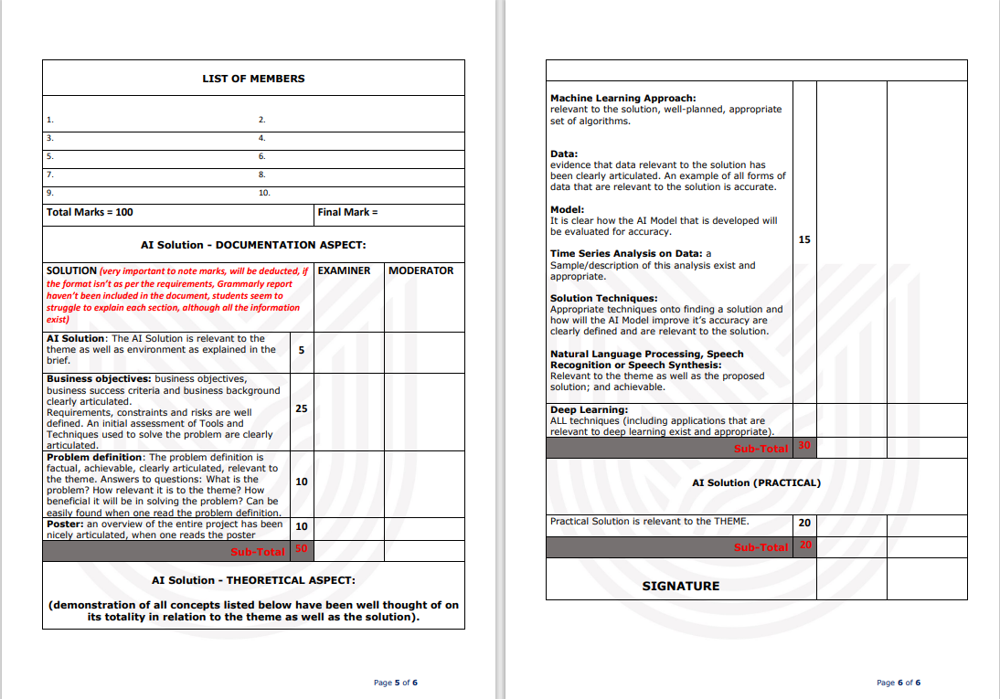 LIST OF MEMBERS
1. 2.
3. 4.
5. 6.
7. 8.
9. 10.
Total Marks = 100 Final Mark =
AI Solution - DOCUMENTATION ASPECT:
SOLUTION (very important to note marks, will be deducted, if EXAMINER MODERATOR
the format isn't as per the requirements, Grammarly report
haven't been included in the document, students seem to
struggle to explain each section, although all the information
exist)
AI Solution: The AI Solution is relevant to the
theme as well as environment as explained in the 5
brief.
Business objectives: business objectives,
business success criteria and business background
clearly articulated.
Requirements, constraints and risks are well 25
defined. An initial assessment of Tools and
Techniques used to solve the problem are clearly
articulated.
Problem definition: The problem definition is
factual, achievable, clearly articulated, relevant to
the theme. Answers to questions: What is the 10
problem? How relevant it is to the theme? How
beneficial it will be in solving the problem? Can be
easily found when one read the problem definition.
Poster: an overview of the entire project has been 10
nicely articulated, when one reads the poster
Sub-Total 50
AI Solution - THEORETICAL ASPECT:
(demonstration of all concepts listed below have been well thought of on
its totality in relation to the theme as well as the solution).
Page 5 of 6
Machine Learning Approach:
relevant to the solution, well-planned, appropriate
set of algorithms.
Data:
evidence that data relevant to the solution has
been clearly articulated. An example of all forms of
data that are relevant to the solution is accurate.
Model:
It is clear how the AI Model that is developed will
be evaluated for accuracy.
15
Time Series Analysis on Data: a
Sample/description of this analysis exist and
appropriate.
Solution Techniques:
Appropriate techniques onto finding a solution and
how will the AI Model improve it's accuracy are
clearly defined and are relevant to the solution.
Natural Language Processing, Speech
Recognition or Speech Synthesis:
Relevant to the theme as well as the proposed
solution; and achievable.
Deep Learning:
ALL techniques (including applications that are
relevant to deep learning exist and appropriate).
Sub-Total 30
AI Solution (PRACTICAL)
Practical Solution is relevant to the THEME. 20
Sub-Total 20
SIGNATURE
Page 6 of 6